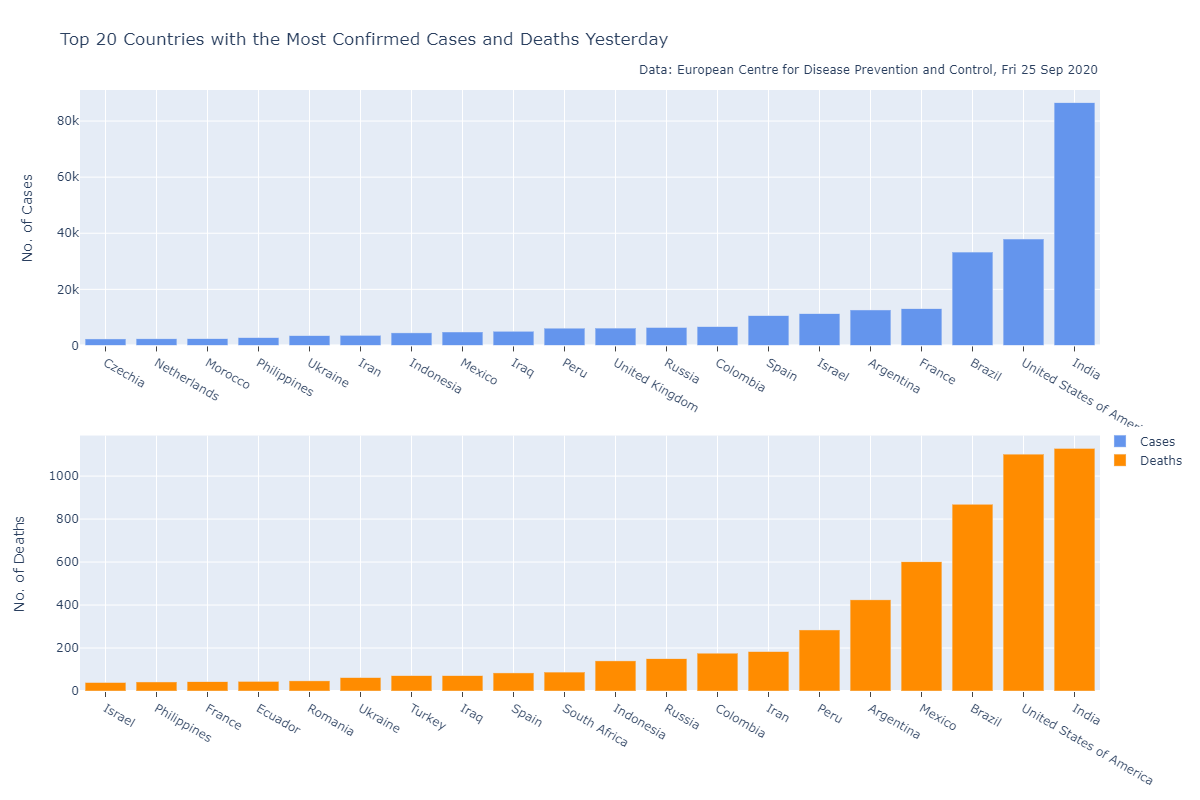 Top 20 Countries with the Most Confirmed Cases and Deaths Yesterday
Data: European Centre for Disease Prevention and Control, Fri 25 Sep 2020
No. of Cases
80k
60k
40k
20k
0
Czechia
Netherlands
Morocco
Philippines
Ukraine
Iran
Indonesia
Mexico
Iraq
Peru
United Kingdom
Russia
Colombia
Spain
Israel
Argentina
France
Brazil
United States of
India
Cases
Deaths
No. of Deaths
1000
800
600
400
200
0
Israel
Philippines
France
Ecuador
Romania
Ukraine
Turkey
Iraq
Spain
South Africa
Indonesia
Russia
Colombia
Iran
Peru
Argentina
Mexico
Brazil
United States of America
India